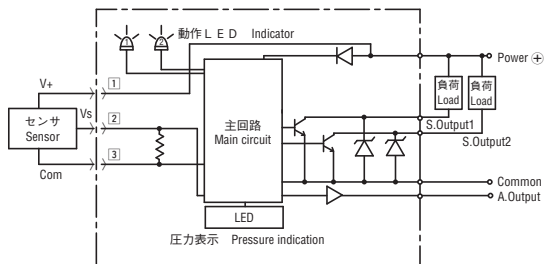 動作LED Indicator
1
2
Power ⊕
V+
1
負荷
Load
負荷
Load
センサ
Sensor
Vs
2
主回路
Main circuit
S.Output1
S.Output2
3
Com
Common
A.Output
LED
圧力表示 Pressure indication